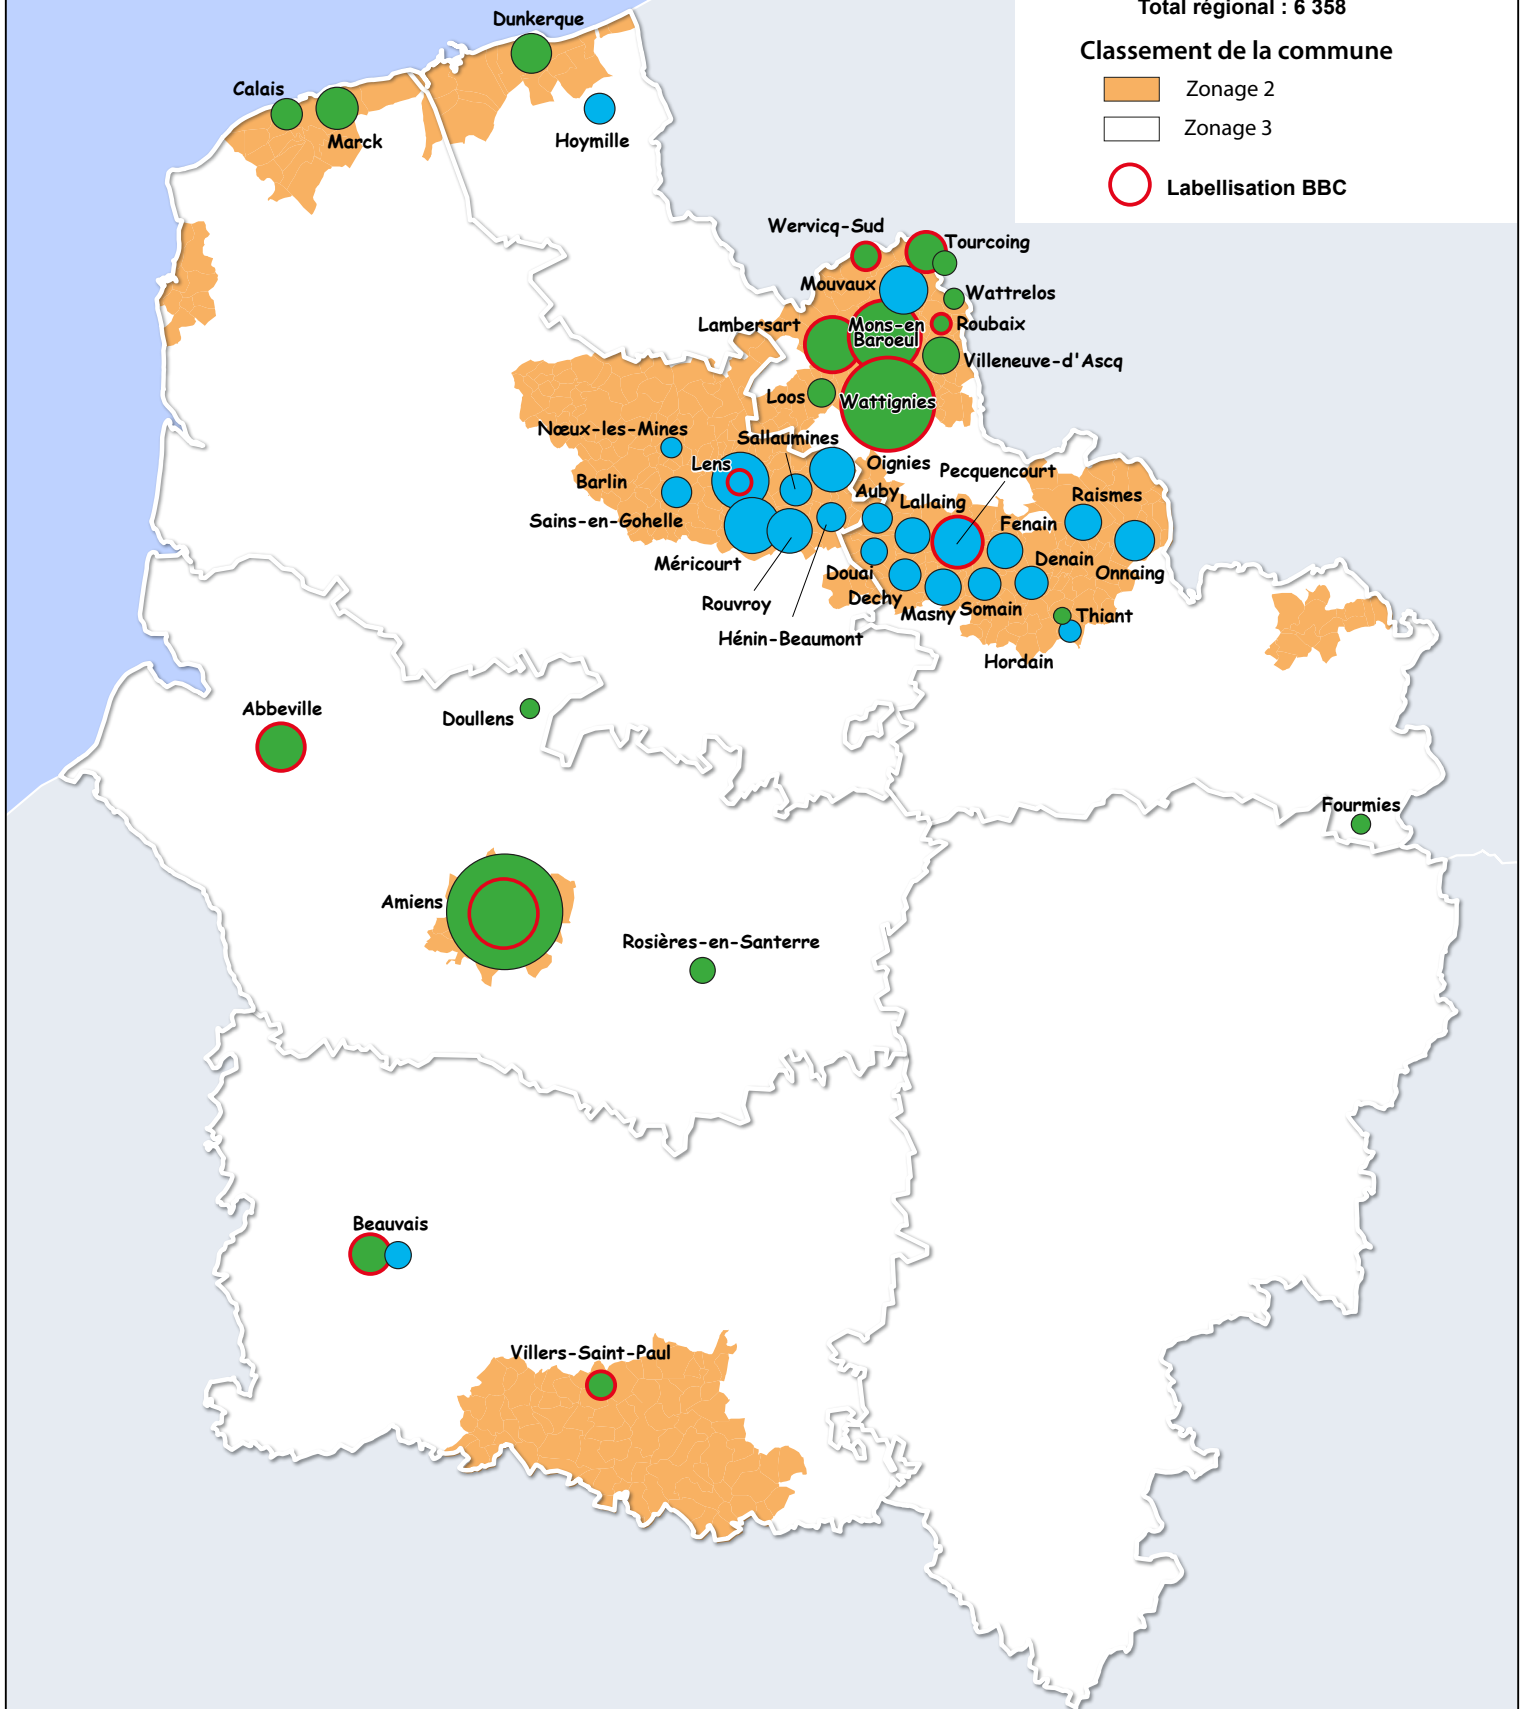 Total régional : 6 358
Classement de la commune
Zonage 2
Zonage 3
Labellisation BBC
Dunkerque
Calais
Marck
Hoymille
Wervicq-Sud
Tourcoing
Mouvaux
Wattrelos
Lambersart
Mons-en
Baroeul
Roubaix
Villeneuve-d'Ascq
Loos
Wattignies
Nœux-les-Mines
Sallaumines
Lens
Oignies
Pecquencourt
Barlin
Auby
Lallaing
Raismes
Sains-en-Gohelle
Fenain
Méricourt
Denain
Onnaing
Douai
Rouvroy
Dechy
Masny
Somain
Thiant
Hénin-Beaumont
Hordain
Abbeville
Doullens
Fourmies
Amiens
Rosières-en-Santerre
Beauvais
Villers-Saint-Paul